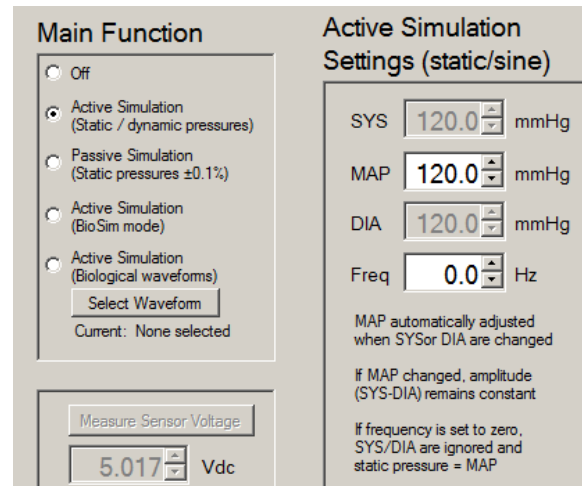 Main Function
Off
Active Simulation
(Static / dynamic pressures)
Passive Simulation
(Static pressures ±0.1%)
Active Simulation
(BioSim mode)
Active Simulation
(Biological waveforms)
Select Waveform
Current: None selected
Measure Sensor Voltage
5.017 Vdc
Active Simulation
Settings (static/sine)
SYS 120.0 mmHg
MAP 120.0 mmHg
DIA 120.0 mmHg
Freq 0.0 Hz
MAP automatically adjusted
when SYSor DIA are changed
If MAP changed, amplitude
(SYS-DIA) remains constant
If frequency is set to zero,
SYS/DIA are ignored and
static pressure = MAP